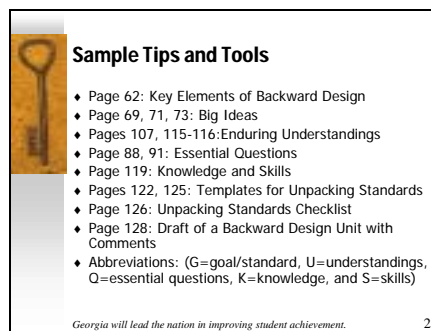 Sample Tips and Tools
♦ Page 62: Key Elements of Backward Design
♦ Page 69, 71, 73: Big Ideas
♦ Pages 107, 115-116:Enduring Understandings
♦ Page 88, 91: Essential Questions
♦ Page 119: Knowledge and Skills
♦ Pages 122, 125: Templates for Unpacking Standards
♦ Page 126: Unpacking Standards Checklist
♦ Page 128: Draft of a Backward Design Unit with
Comments
♦ Abbreviations: (G=goal/standard, U=understandings,
Q=essential questions, K=knowledge, and S=skills)
Georgia will lead the nation in improving student achievement. 2